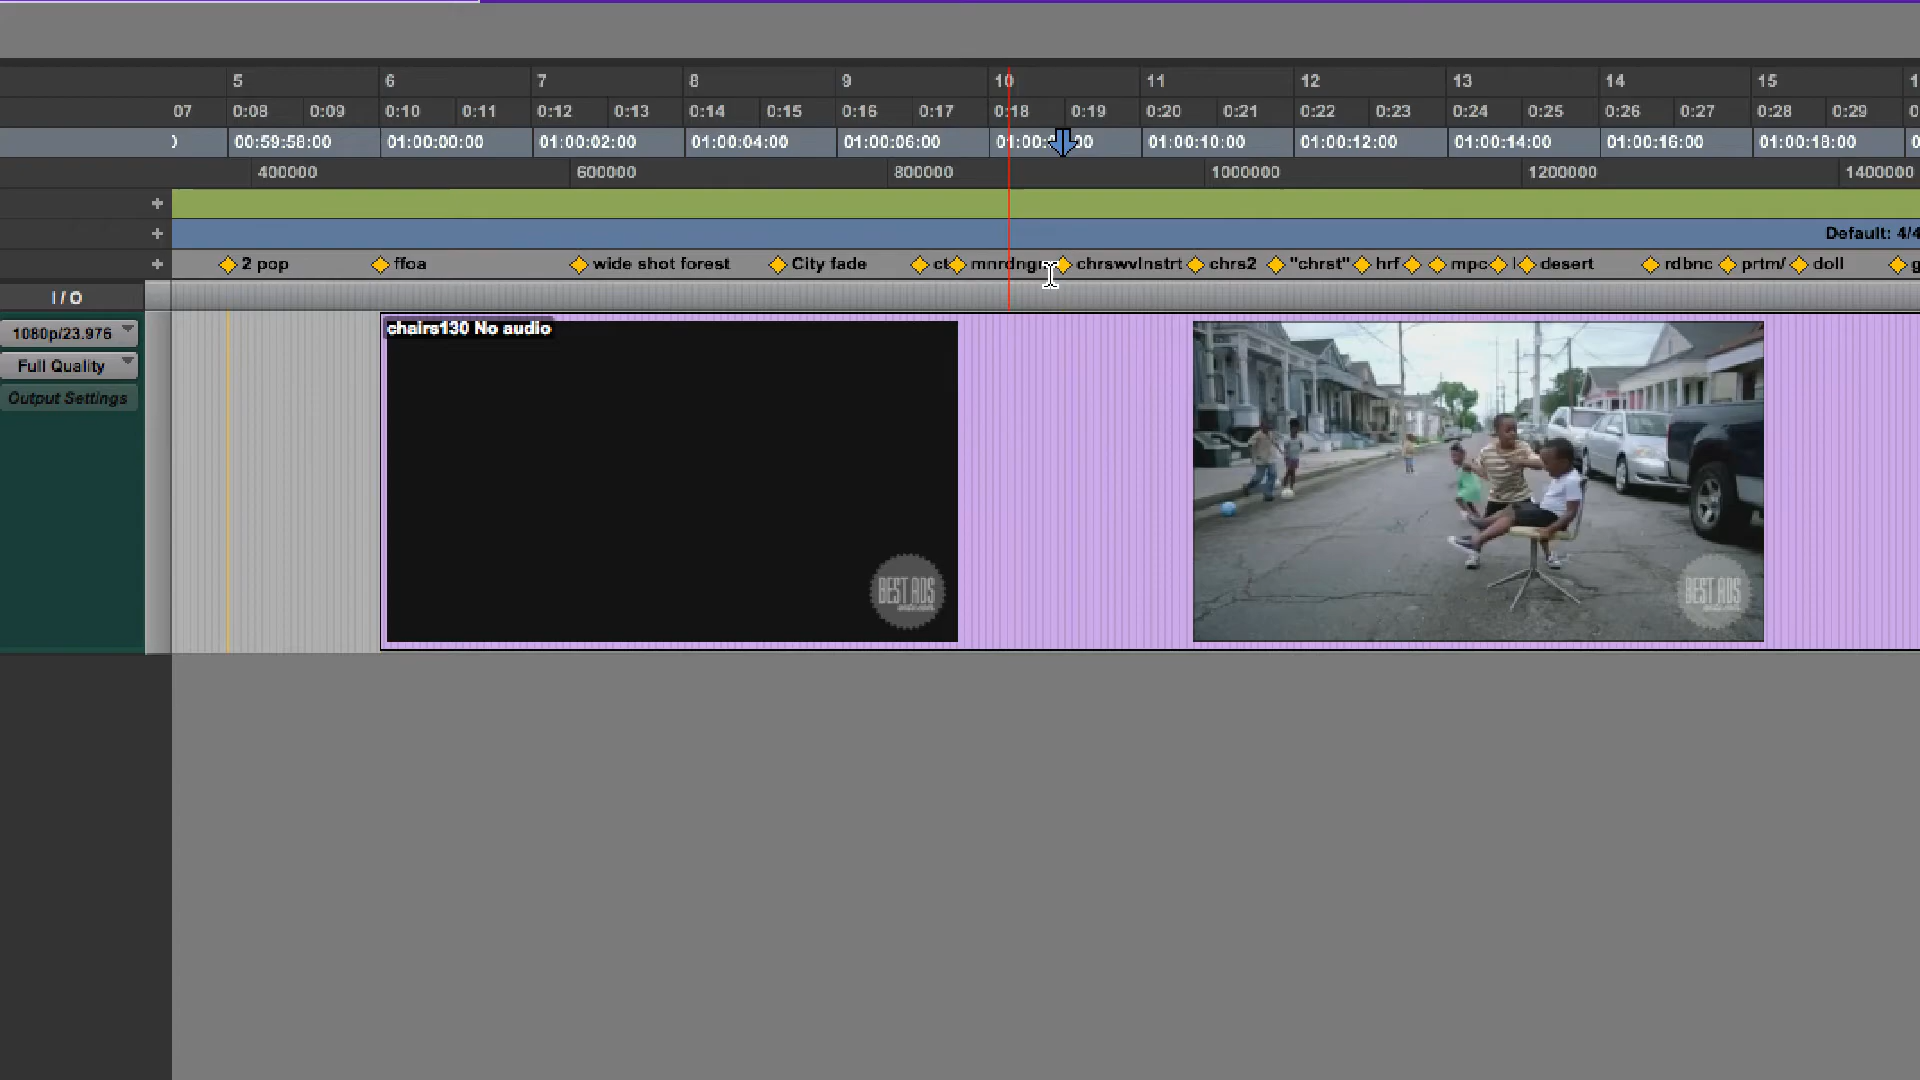 5 6 7 8 9 10 11 12 13 14 15
07 0:08 0:09 0:10 0:11 0:12 0:13 0:14 0:15 0:16 0:17 0:18 0:19 0:20 0:21 0:22 0:23 0:24 0:25 0:26 0:27 0:28 0:29
00:59:58:00 01:00:00:00 01:00:02:00 01:00:04:00 01:00:06:00 01:00: 00 01:00:10:00 01:00:12:00 01:00:14:00 01:00:16:00 01:00:18:00
400000 600000 800000 1000000 1200000 1400000
+
+ Default: 4/4
+ 2 pop ffoa wide shot forest City fade ct mnrdngr chrswvInstrt chrs2 "chrst" hrf mpc desert rdbnc prtm/ doll
I / O
1080p/23.976
Full Quality
Output Settings
chairs130 No audio
BEST ADS
BEST ADS